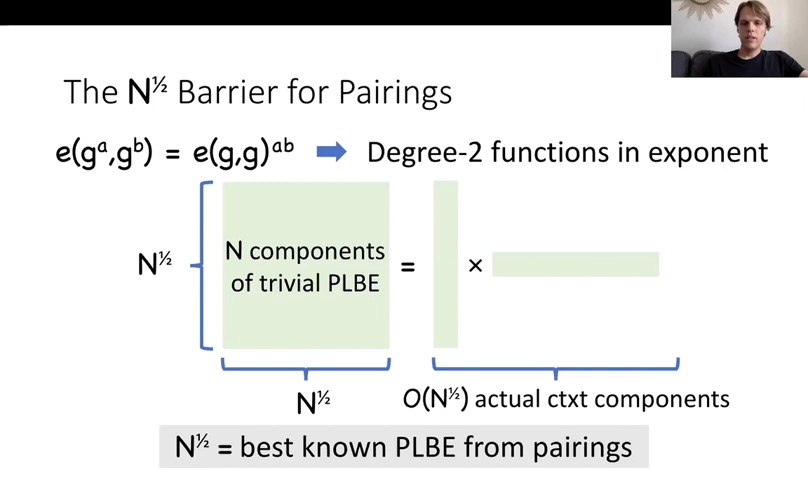 The N½ Barrier for Pairings
e(gᵃ,gᵇ) = e(g,g)ᵃᵇ ➡ Degree-2 functions in exponent
N½
N components
of trivial PLBE
= ×
N½
O(N½) actual ctxt components
N½ = best known PLBE from pairings